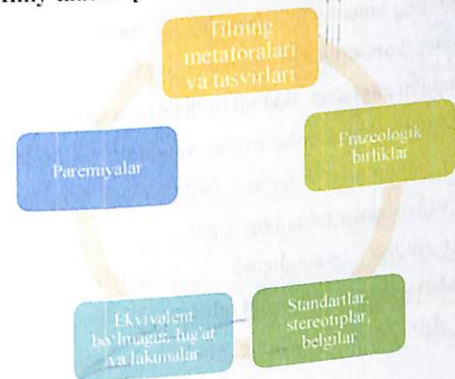 Tilning
metaforalari
va tasvirlari
Frazeologik
birliklar
Standartlar,
stereotiplar,
belgilar
Ekvivalent
bo'lmagan lug'at
va lakunalar
Paremiyalar